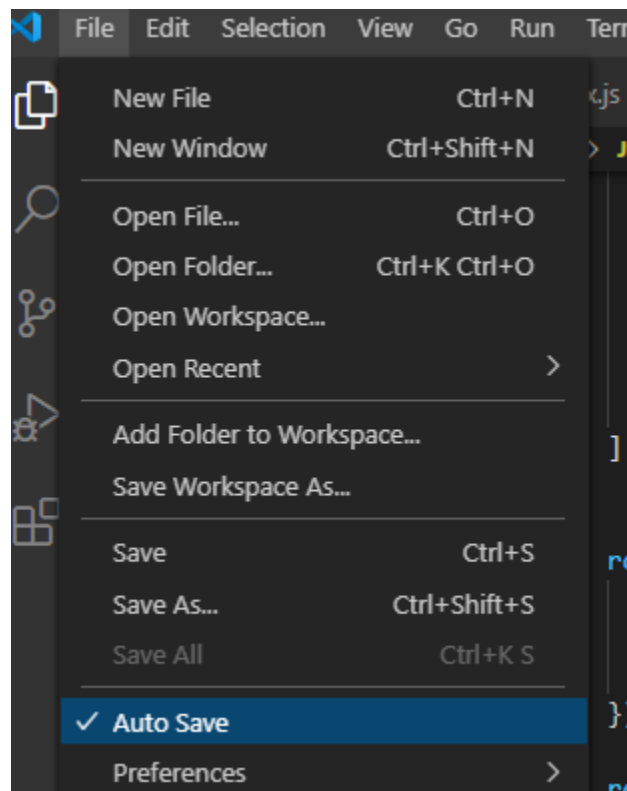 File Edit Selection View Go Run
New File Ctrl+N
New Window Ctrl+Shift+N
Open File... Ctrl+O
Open Folder... Ctrl+K Ctrl+O
Open Workspace...
Open Recent
Add Folder to Workspace...
Save Workspace As...
Save Ctrl+S
Save As... Ctrl+Shift+S
Save All Ctrl+K S
Auto Save
Preferences
]
}